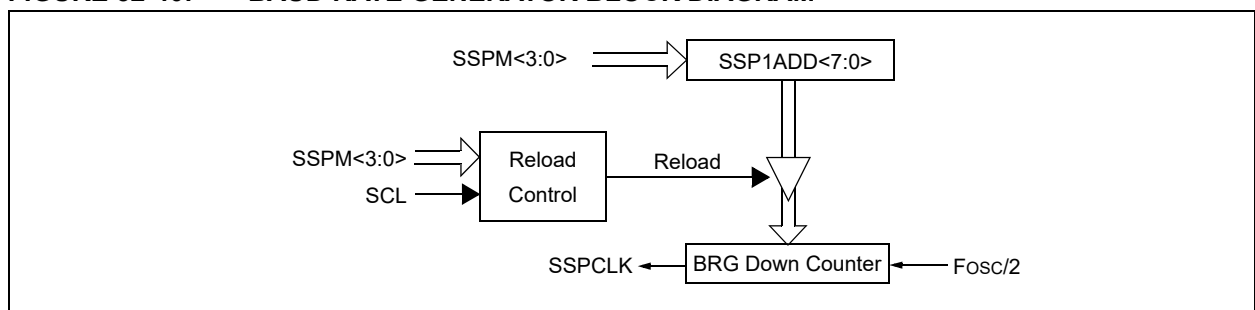 SSPM<3:0>
SSP1ADD<7:0>
SSPM<3:0>
SCL
Reload
Control
Reload
SSPCLK
BRG Down Counter
FOSC/2